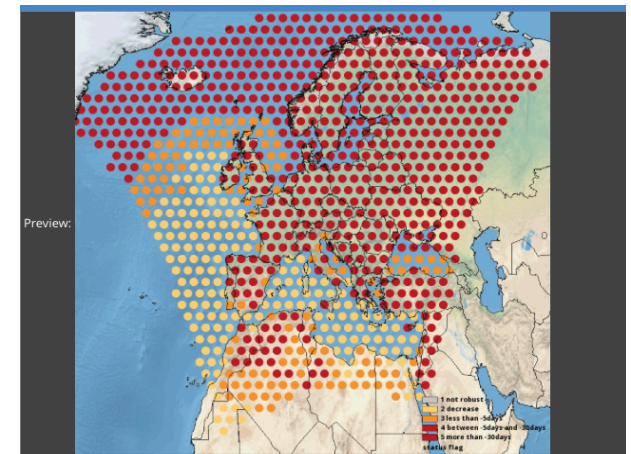 Preview:
1 not robust
2 decrease
3 less than -5days
4 between -5days and -30days
5 more than -30days
status flag